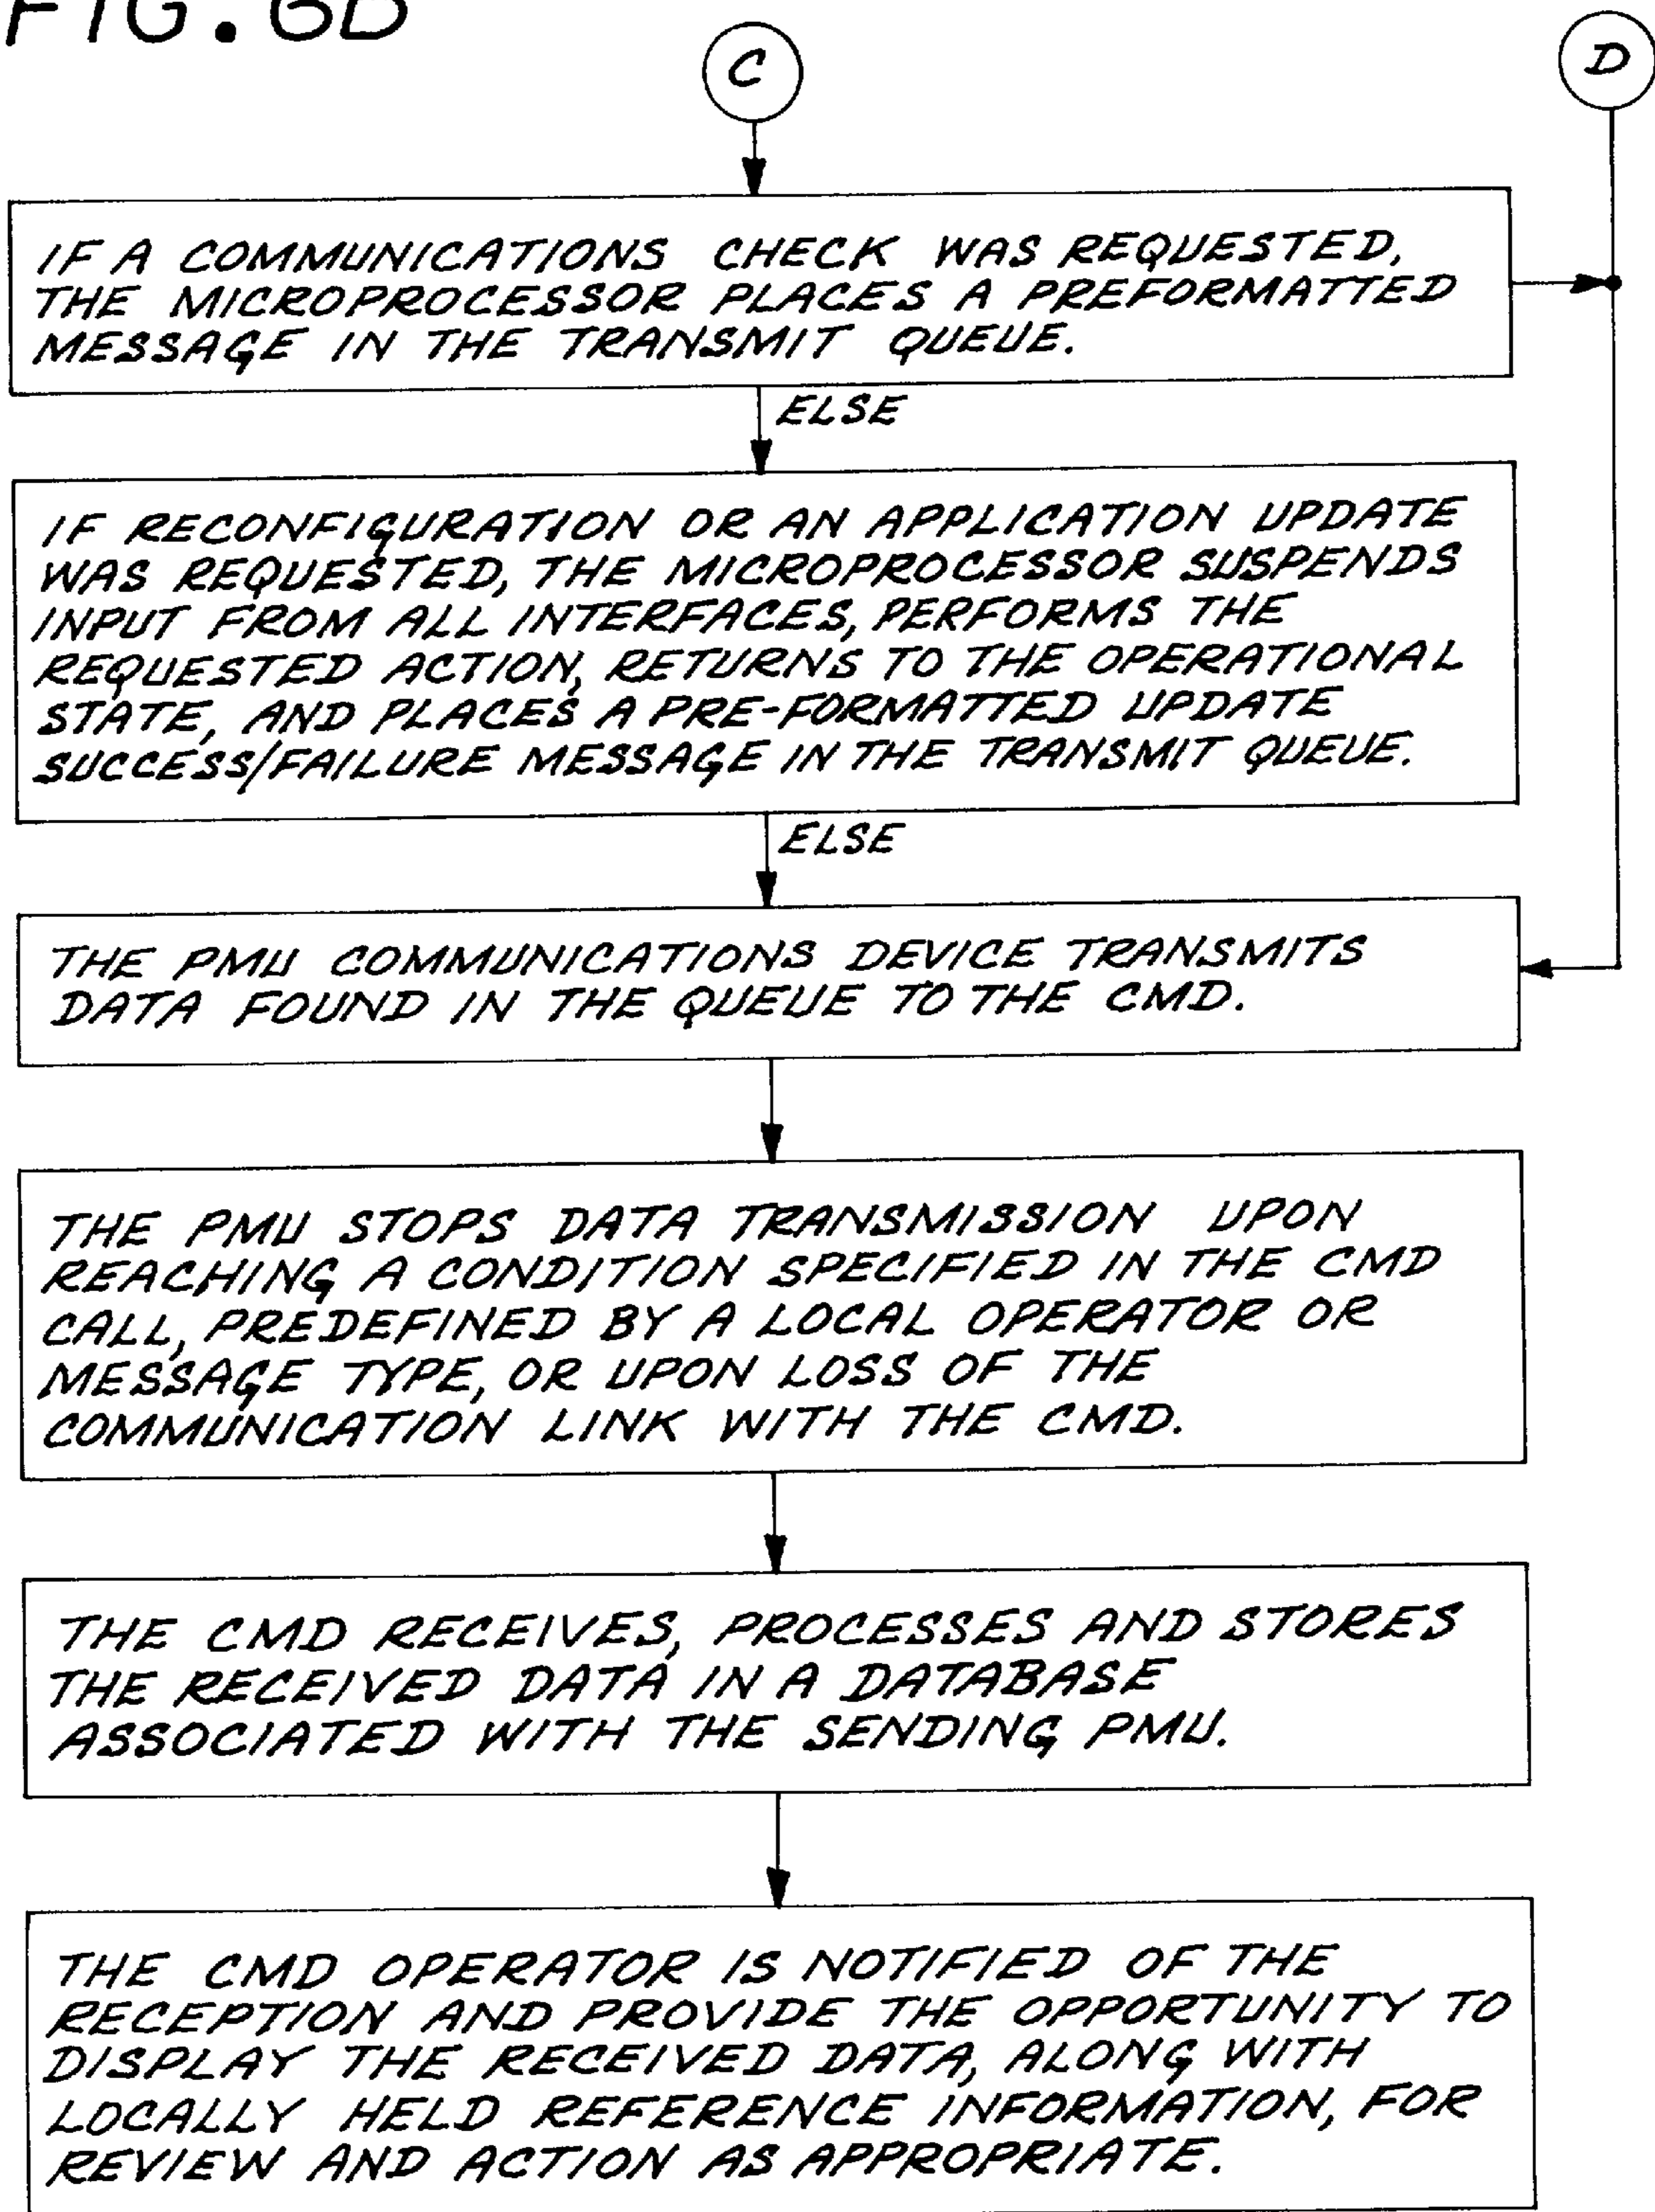 FIG. 6B
C
D
IF A COMMUNICATIONS CHECK WAS REQUESTED,
THE MICROPROCESSOR PLACES A PREFORMATTED
MESSAGE IN THE TRANSMIT QUEUE.
ELSE
IF RECONFIGURATION OR AN APPLICATION UPDATE
WAS REQUESTED, THE MICROPROCESSOR SUSPENDS
INPUT FROM ALL INTERFACES, PERFORMS THE
REQUESTED ACTION, RETURNS TO THE OPERATIONAL
STATE, AND PLACES A PRE-FORMATTED UPDATE
SUCCESS/FAILURE MESSAGE IN THE TRANSMIT QUEUE.
ELSE
THE PMU COMMUNICATIONS DEVICE TRANSMITS
DATA FOUND IN THE QUEUE TO THE CMD.
THE PMU STOPS DATA TRANSMISSION UPON
REACHING A CONDITION SPECIFIED IN THE CMD
CALL, PREDEFINED BY A LOCAL OPERATOR OR
MESSAGE TYPE, OR UPON LOSS OF THE
COMMUNICATION LINK WITH THE CMD.
THE CMD RECEIVES, PROCESSES AND STORES
THE RECEIVED DATA IN A DATABASE
ASSOCIATED WITH THE SENDING PMU.
THE CMD OPERATOR IS NOTIFIED OF THE
RECEPTION AND PROVIDE THE OPPORTUNITY TO
DISPLAY THE RECEIVED DATA, ALONG WITH
LOCALLY HELD REFERENCE INFORMATION, FOR
REVIEW AND ACTION AS APPROPRIATE.